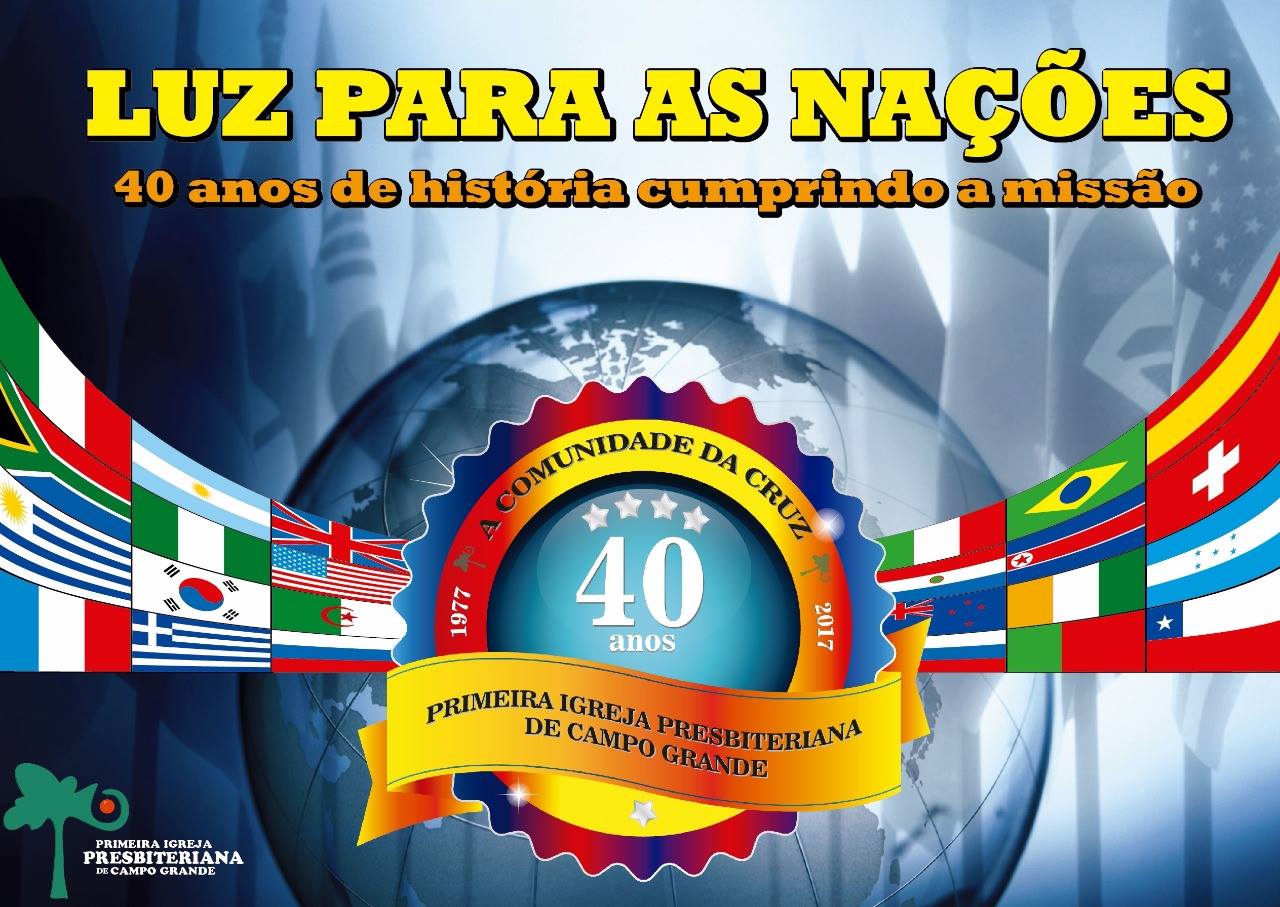 LUZ PARA AS NAÇÕES
40 anos de história cumprindo a missão
A COMUNIDADE DA CRUZ
1977
2017
40
anos
PRIMEIRA IGREJA PRESBITERIANA
DE CAMPO GRANDE
PRIMEIRA IGREJA
PRESBITERIANA
DE CAMPO GRANDE